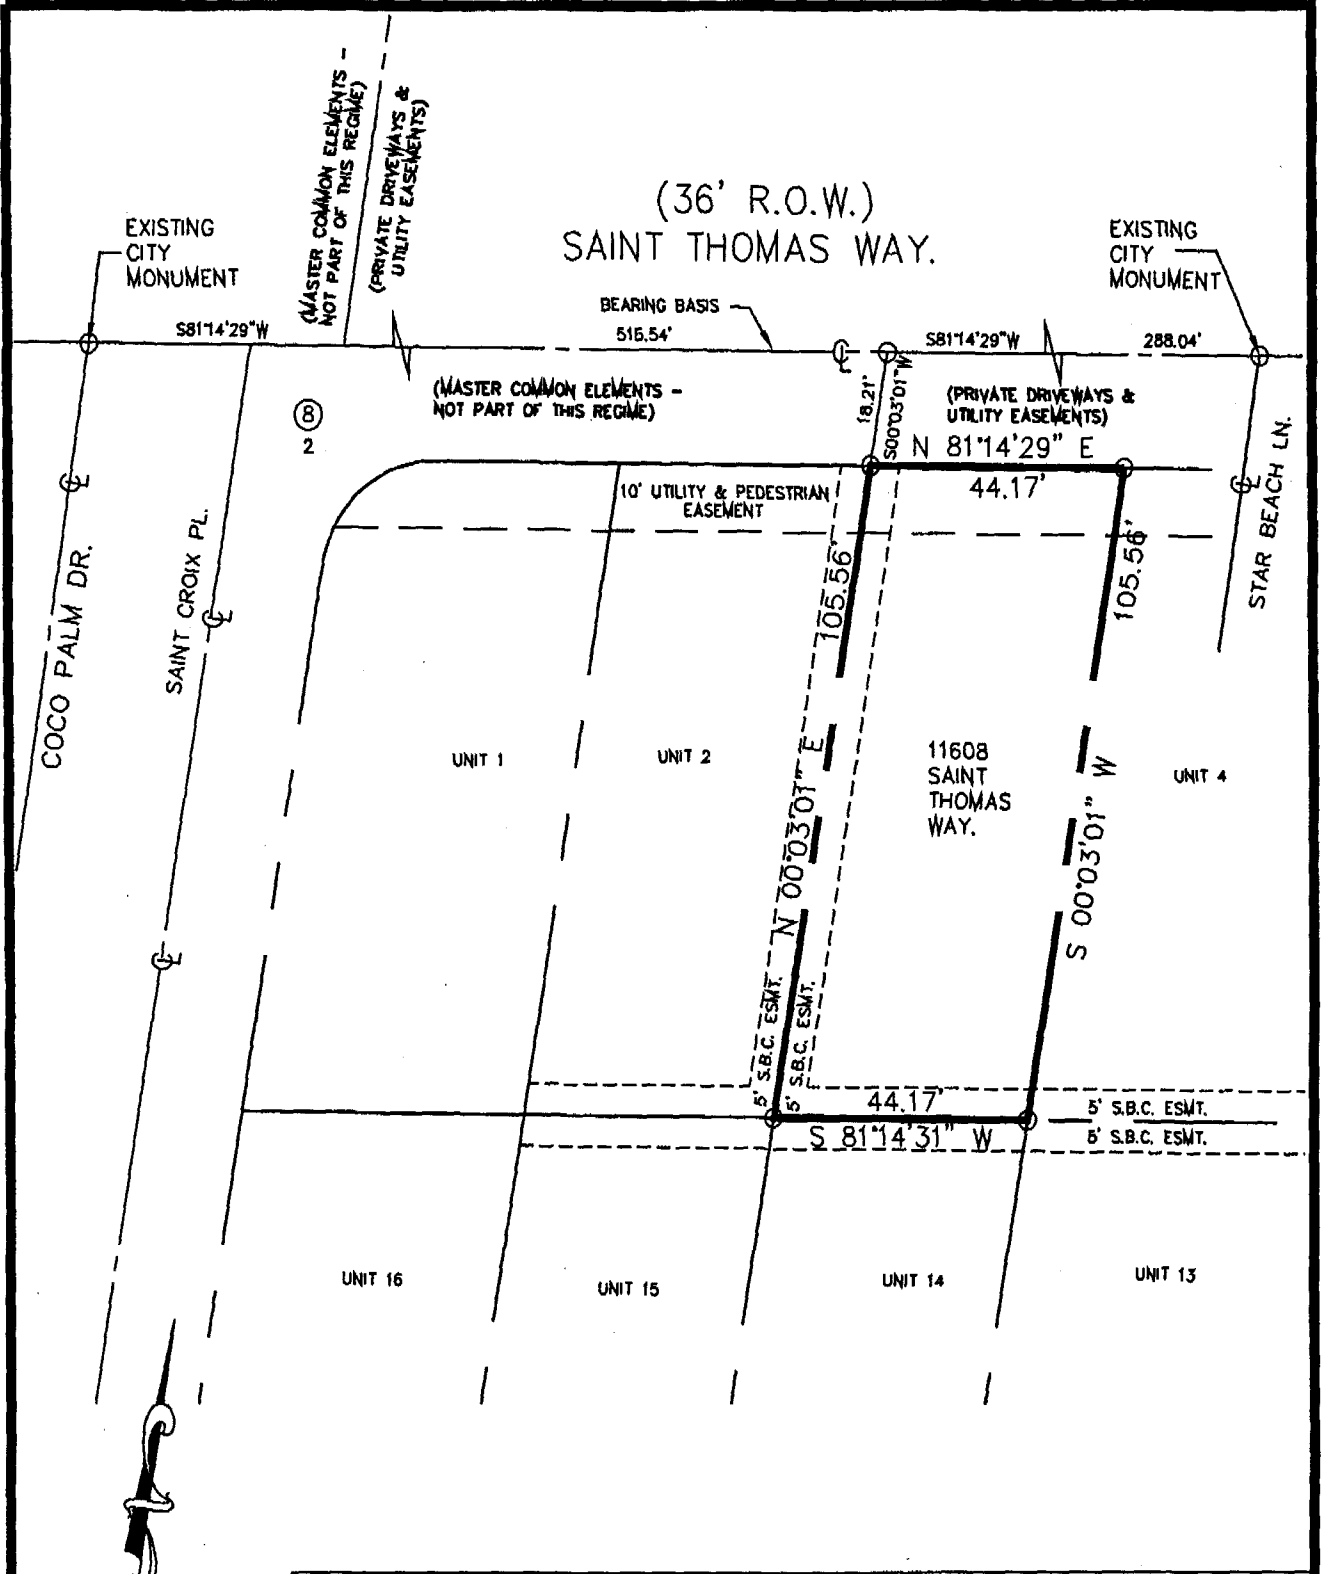 (MASTER COMMON ELEMENTS -
NOT PART OF THIS REGIME)
(PRIVATE DRIVEWAYS &
UTILITY EASEMENTS)
(36' R.O.W.)
SAINT THOMAS WAY.
EXISTING
CITY
MONUMENT
EXISTING
CITY
MONUMENT
BEARING BASIS
S81°14'29"W
515.54'
S81°14'29"W
288.04'
18.21'
S00°03'01"W
(MASTER COMMON ELEMENTS -
NOT PART OF THIS REGIME)
(PRIVATE DRIVEWAYS &
UTILITY EASEMENTS)
8
2
N 81°14'29" E
44.17'
10' UTILITY & PEDESTRIAN
EASEMENT
COCO PALM DR.
SAINT CROIX PL.
STAR BEACH LN.
105.56'
105.56'
N 00°03'01" E
S 00°03'01" W
UNIT 1
UNIT 2
11608
SAINT
THOMAS
WAY.
UNIT 4
5' S.B.C. ESMT.
5' S.B.C. ESMT.
44.17'
S 81°14'31" W
5' S.B.C. ESMT.
5' S.B.C. ESMT.
UNIT 16
UNIT 15
UNIT 14
UNIT 13